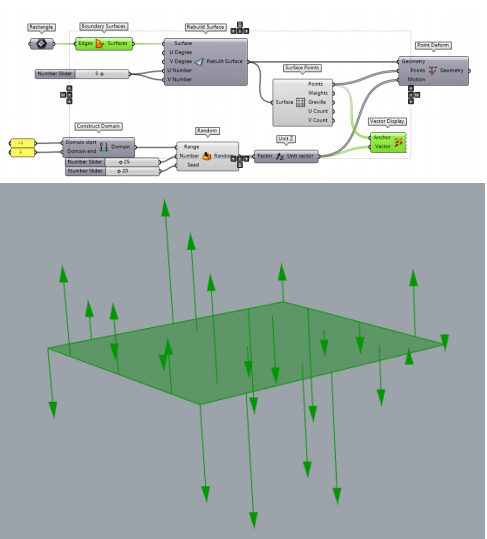 Rectangle
Boundary Surfaces
Rebuild Surface
Point Deform
Edges Surfaces
Surface
U Degree
V Degree
U Number
V Number
Rebuild Surface
Number Slider 5
Surface Points
Surface
Points
Weights
Greville
U Count
V Count
Geometry
Points
Motion
Geometry
Vector Display
Anchor
Vector
Construct Domain
-1
1
Domain start
Domain end
Domain
Number Slider 25
Number Slider 20
Random
Range
Number
Seed
Random
Unit Z
Factor Unit vector